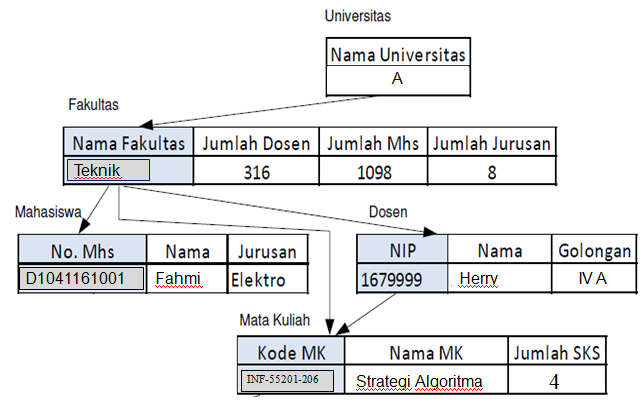 Universitas
Nama Universitas
A
Fakultas
Nama Fakultas Jumlah Dosen Jumlah Mhs Jumlah Jurusan
Teknik 316 1098 8
Mahasiswa
No. Mhs Nama Jurusan
D1041161001 Fahmi Elektro
Dosen
NIP Nama Golongan
1679999 Herry IV A
Mata Kuliah
Kode MK Nama MK Jumlah SKS
INF-55201-206 Strategi Algoritma 4